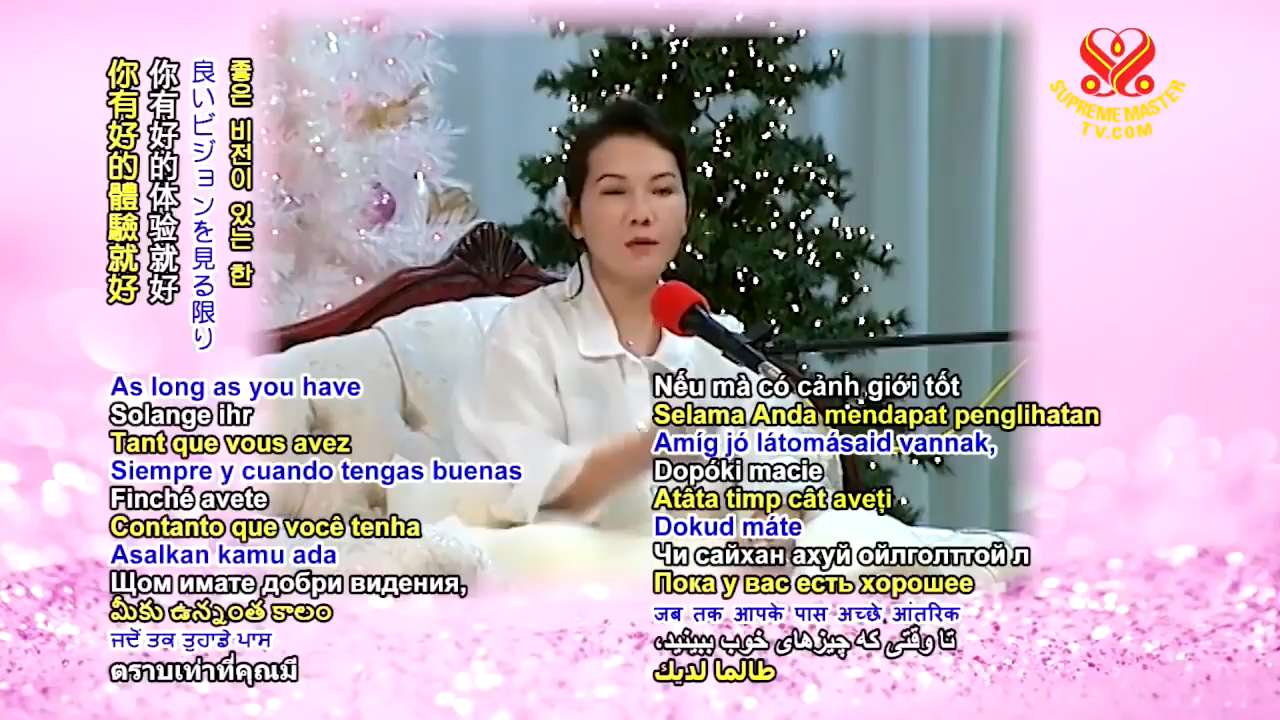 좋은 비전이 있는 한
良いビジョンを見る限り
你有好的体验就好
你有好的體驗就好
SUPREME MASTER
TV.COM
As long as you have
Solange ihr
Tant que vous avez
Siempre y cuando tengas buenas
Finché avete
Contanto que você tenha
Asalkan kamu ada
Щом имате добри видения,
మీకు ఉన్నంత కాలం
ਜਦੋਂ ਤਕ ਤੁਹਾਡੇ ਪਾਸ
ตราบเท่าที่คุณมี
Nếu mà có cảnh giới tốt
Selama Anda mendapat penglihatan
Amíg jó látomásaid vannak,
Dopóki macie
Atâta timp cât aveți
Dokud máte
Чи сайхан ахуй ойлголттой л
Пока у вас есть хорошее
जब तक आपके पास अच्छे आंतरिक
تا وقتی که چیزهای خوب ببینید،
طالما لديك